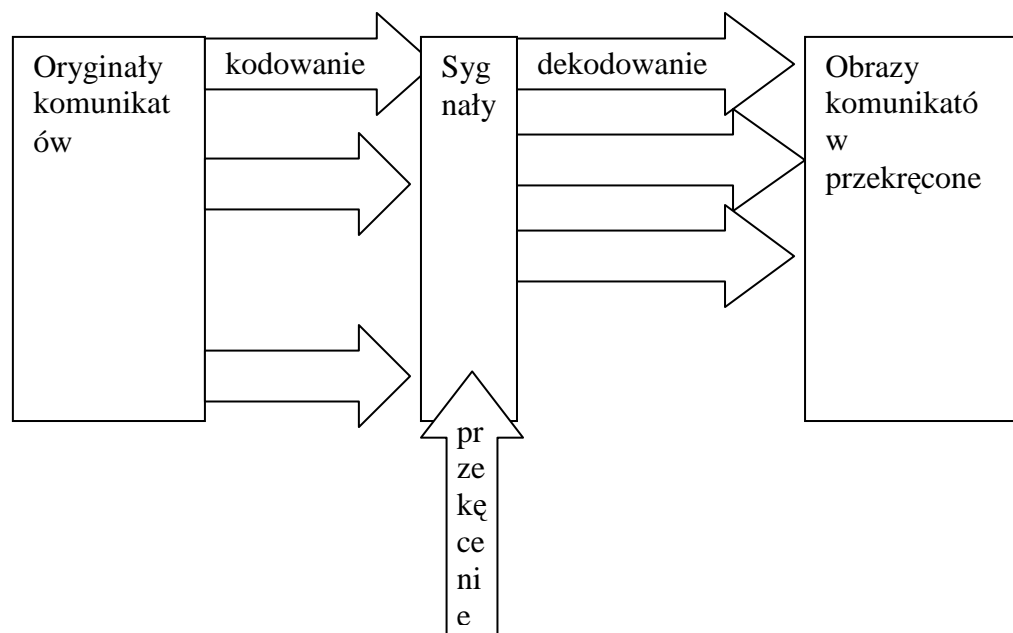 Oryginały
komunikat
ów
kodowanie
Syg
nały
dekodowanie
Obrazy
komunikató
w
przekręcone
pr
ze
kę
ce
ni
e